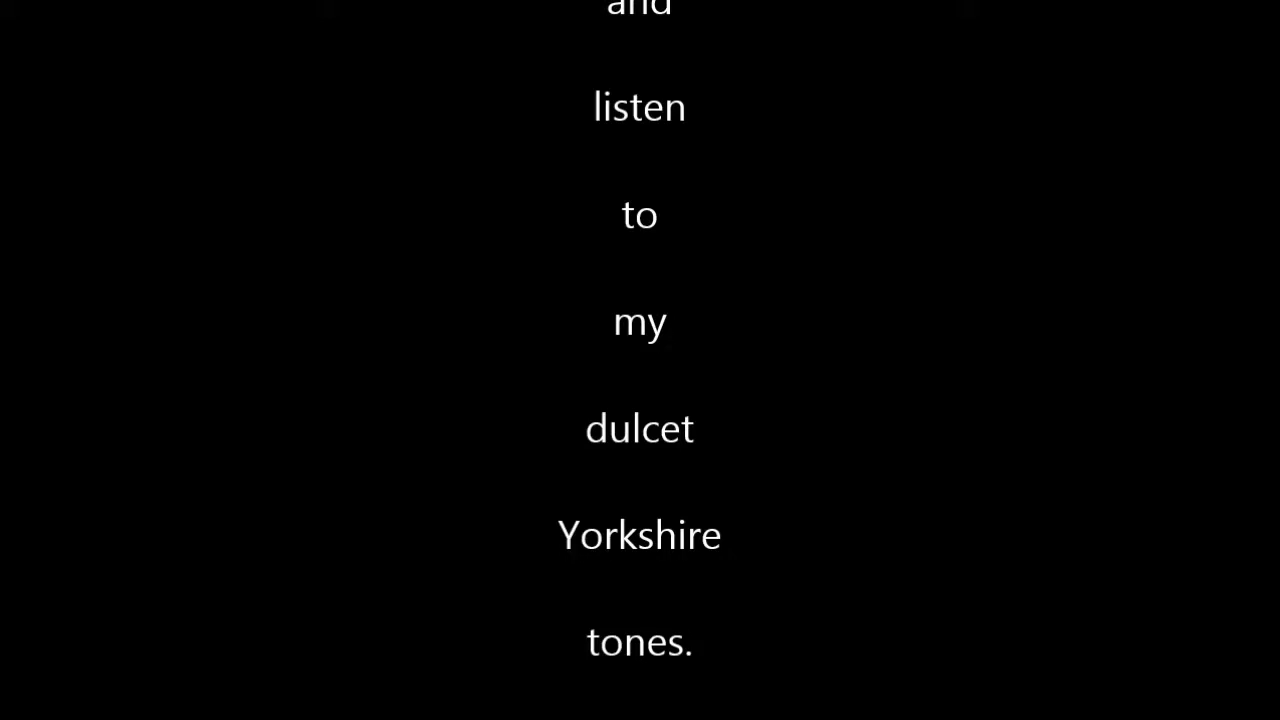 and
listen
to
my
dulcet
Yorkshire
tones.